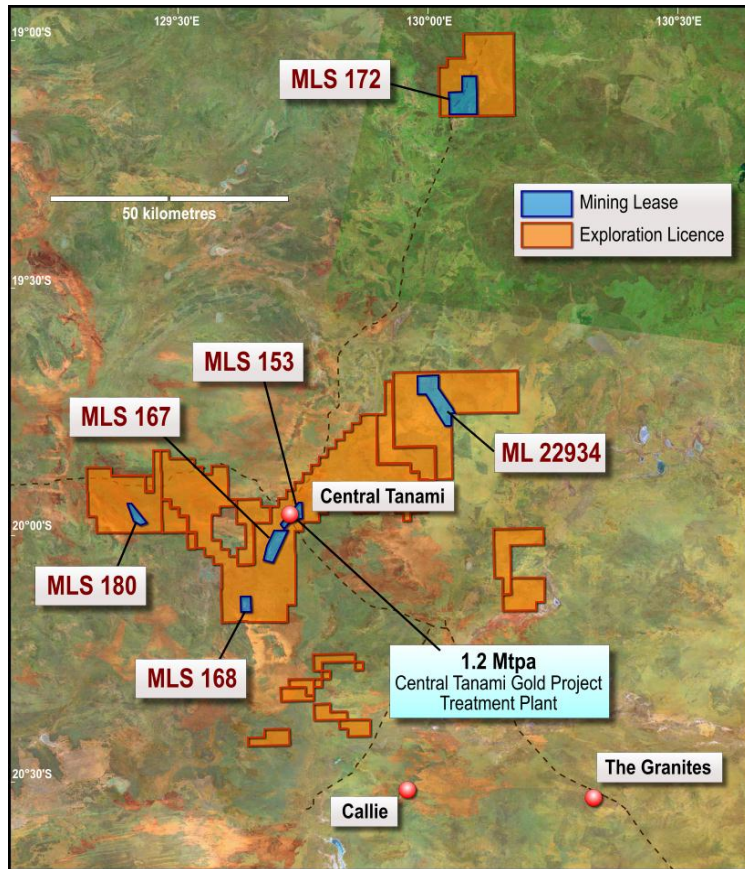 129°30'E
130°00'E
130°30'E
19°00'S
MLS 172
50 kilometres
Mining Lease
Exploration Licence
19°30'S
MLS 153
MLS 167
ML 22934
Central Tanami
20°00'S
MLS 180
MLS 168
1.2 Mtpa
Central Tanami Gold Project
Treatment Plant
20°30'S
The Granites
Callie